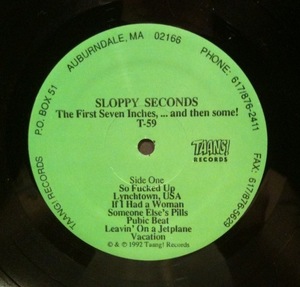 TAANG! RECORDS P.O. BOX 51 AUBURNDALE, MA 02166 PHONE: 617/876-2411 FAX: 617/876-5629
SLOPPY SECONDS
The First Seven Inches, ... and then some!
T-59
TAANG!
RECORDS
Side One
So Fucked Up
Lynchtown, USA
If I Had a Woman
Someone Else's Pills
Pubic Beat
Leavin' On a Jetplane
Vacation
© & ℗ 1992 Taang! Records